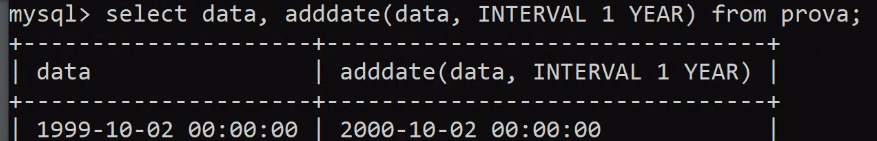 mysql> select data, adddate(data, INTERVAL 1 YEAR) from prova;
+---------------------+--------------------------------+
| data                | adddate(data, INTERVAL 1 YEAR) |
+---------------------+--------------------------------+
| 1999-10-02 00:00:00 | 2000-10-02 00:00:00            |